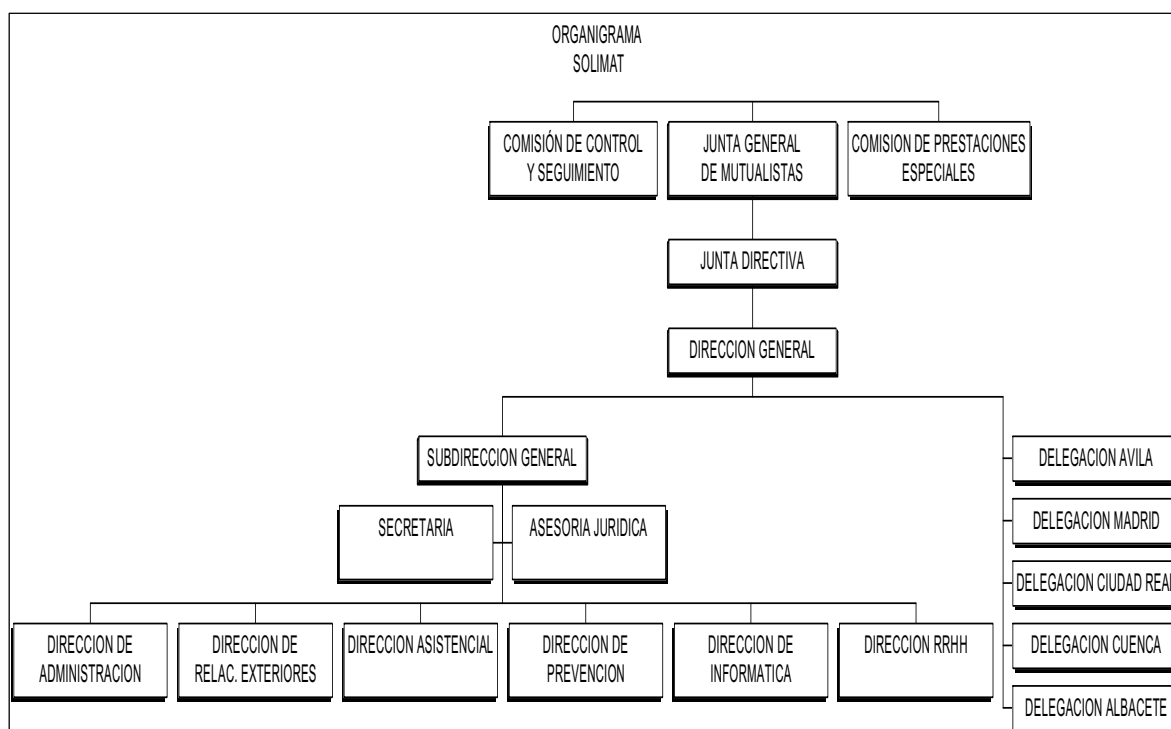 ORGANIGRAMA
SOLIMAT
COMISIÓN DE CONTROL
Y SEGUIMIENTO
JUNTA GENERAL
DE MUTUALISTAS
COMISION DE PRESTACIONES
ESPECIALES
JUNTA DIRECTIVA
DIRECCION GENERAL
SUBDIRECCION GENERAL
SECRETARIA
ASESORIA JURIDICA
DIRECCION DE
ADMINISTRACION
DIRECCION DE
RELAC. EXTERIORES
DIRECCION ASISTENCIAL
DIRECCION DE
PREVENCION
DIRECCION DE
INFORMATICA
DIRECCION RRHH
DELEGACION AVILA
DELEGACION MADRID
DELEGACION CIUDAD REAL
DELEGACION CUENCA
DELEGACION ALBACETE